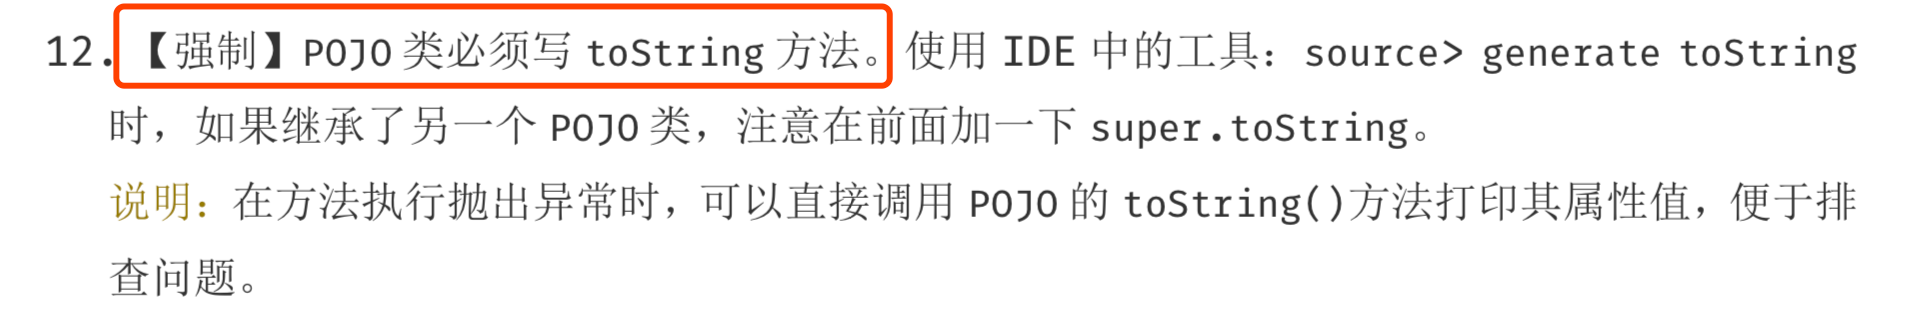 12.【强制】POJO 类必须写 toString 方法。使用 IDE 中的工具：source> generate toString
时，如果继承了另一个 POJO 类，注意在前面加一下 super.toString。
说明：在方法执行抛出异常时，可以直接调用 POJO 的 toString()方法打印其属性值，便于排
查问题。